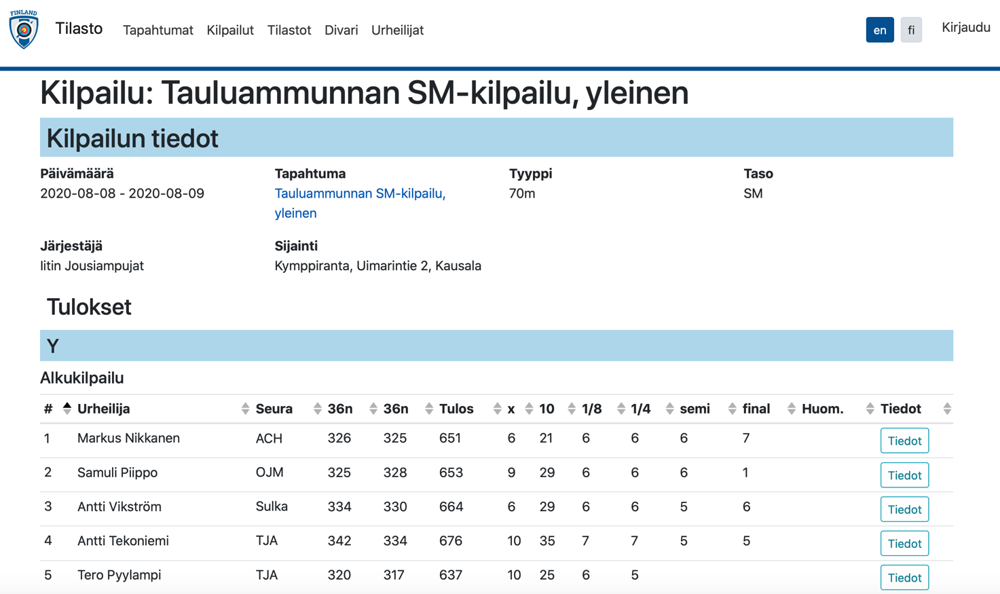 FINLAND
Tilasto Tapahtumat Kilpailut Tilastot Divari Urheilijat en fi Kirjaudu
Kilpailu: Tauluammunnan SM-kilpailu, yleinen
Kilpailun tiedot
Päivämäärä Tapahtuma Tyyppi Taso
2020-08-08 - 2020-08-09 Tauluammunnan SM-kilpailu, 70m SM
yleinen
Järjestäjä Sijainti
Iitin Jousiampujat Kymppiranta, Uimarintie 2, Kausala
Tulokset
Y
Alkukilpailu
# Urheilija Seura 36n 36n Tulos x 10 1/8 1/4 semi final Huom. Tiedot
1 Markus Nikkanen ACH 326 325 651 6 21 6 6 6 7 Tiedot
2 Samuli Piippo OJM 325 328 653 9 29 6 6 6 1 Tiedot
3 Antti Vikström Sulka 334 330 664 6 29 6 6 5 6 Tiedot
4 Antti Tekoniemi TJA 342 334 676 10 35 7 7 5 5 Tiedot
5 Tero Pyylampi TJA 320 317 637 10 25 6 5 Tiedot